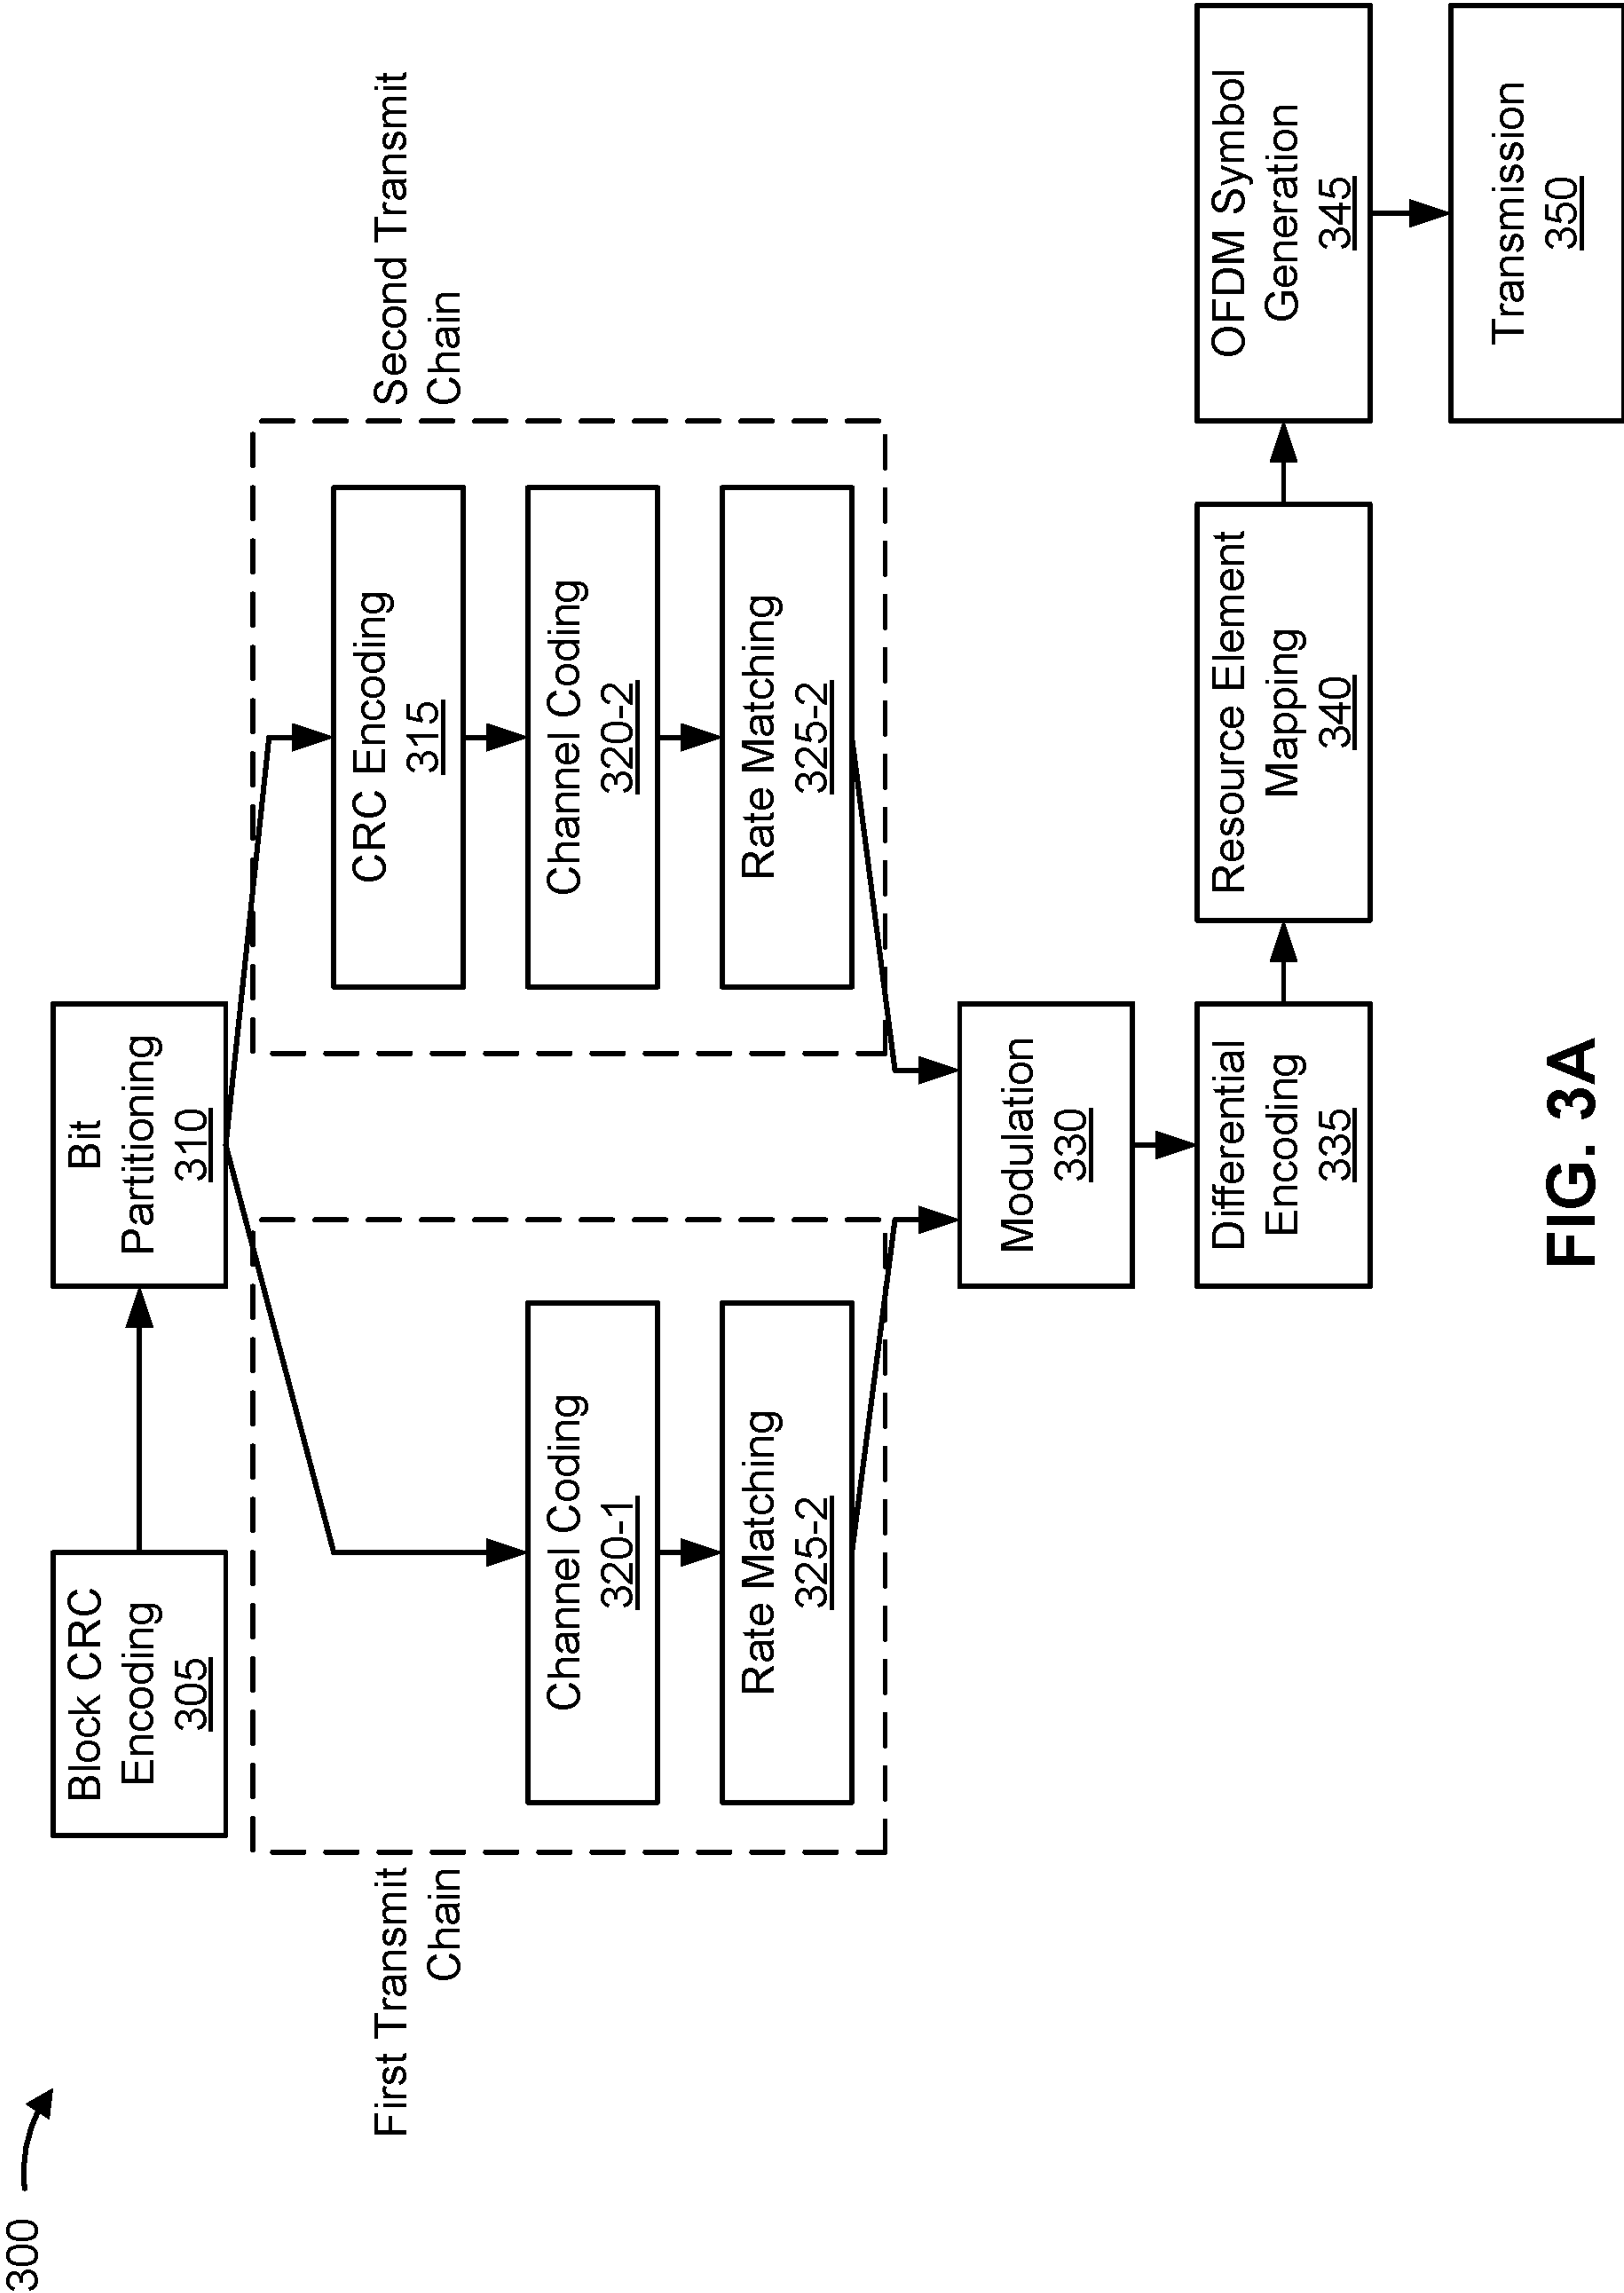 300
Block CRC
Encoding
305
Bit
Partitioning
310
First Transmit
Chain
Channel Coding
320-1
Rate Matching
325-2
Second Transmit
Chain
CRC Encoding
315
Channel Coding
320-2
Rate Matching
325-2
Modulation
330
Differential
Encoding
335
Resource Element
Mapping
340
OFDM Symbol
Generation
345
Transmission
350
FIG. 3A